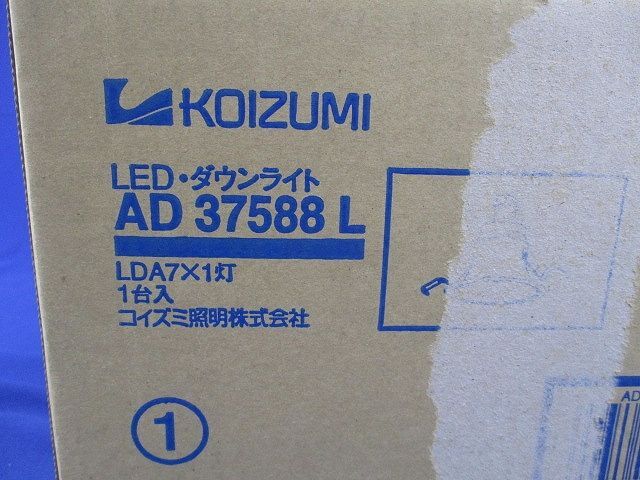 KOIZUMI
LED・ダウンライト
AD 37588 L
LDA7×1灯
1台入
コイズミ照明株式会社
①
AD